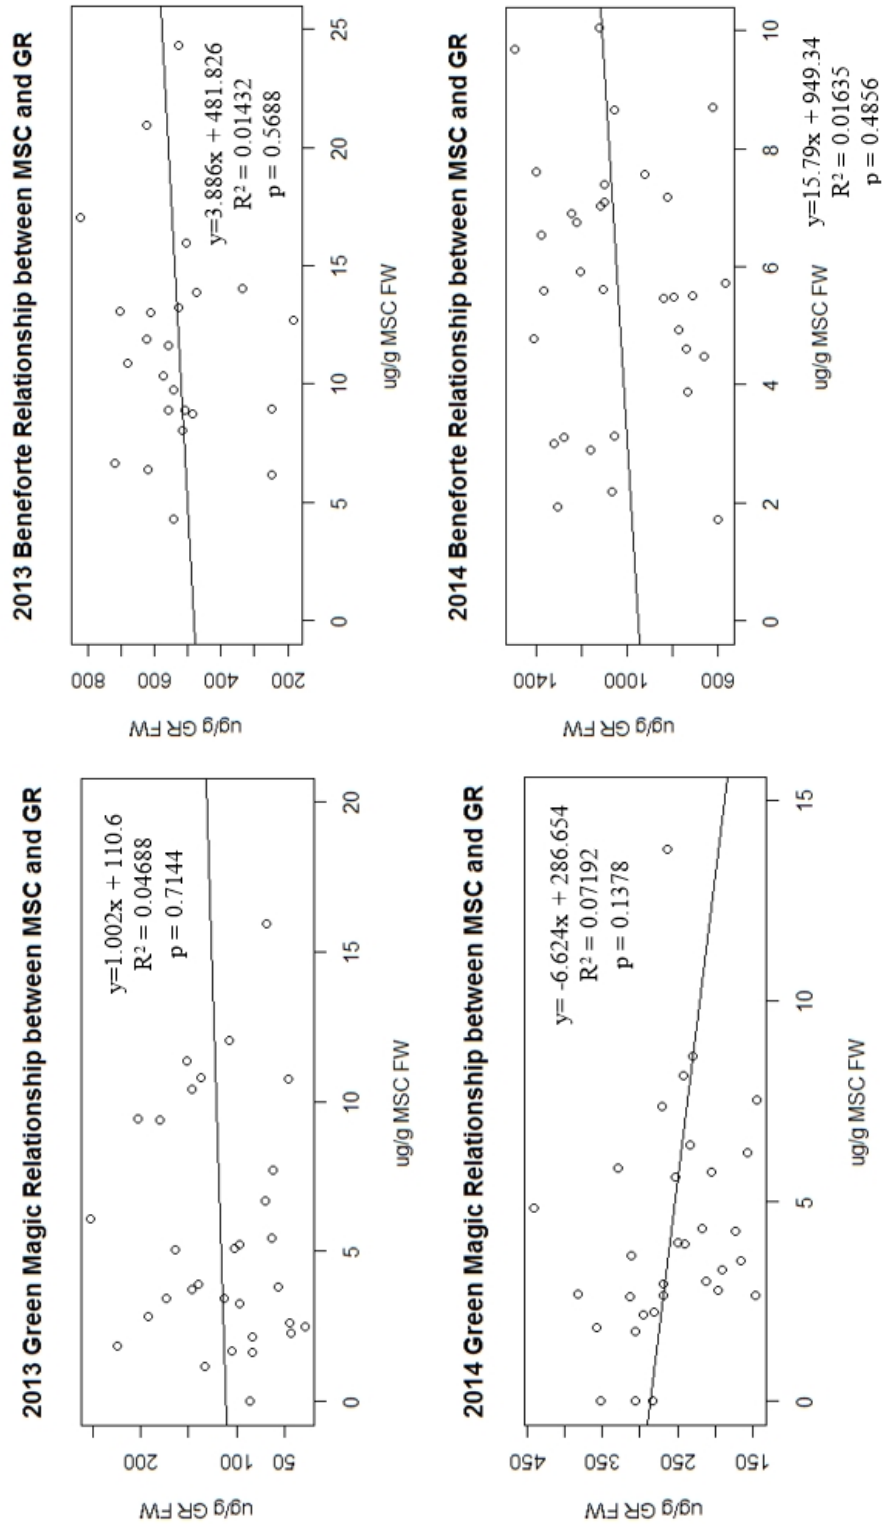 2013 Green Magic Relationship between MSC and GR
ug/g GR FW
200
100
50
y=1.002x + 110.6
R² = 0.04688
p = 0.7144
0
5
10
15
20
ug/g MSC FW
2013 Beneforte Relationship between MSC and GR
ug/g GR FW
800
600
400
200
y=3.886x + 481.826
R² = 0.01432
p = 0.5688
0
5
10
15
20
25
ug/g MSC FW
2014 Green Magic Relationship between MSC and GR
ug/g GR FW
450
350
250
150
y= -6.624x + 286.654
R² = 0.07192
p = 0.1378
0
5
10
15
ug/g MSC FW
2014 Beneforte Relationship between MSC and GR
ug/g GR FW
1400
1000
600
y=15.79x + 949.34
R² = 0.01635
p = 0.4856
0
2
4
6
8
10
ug/g MSC FW